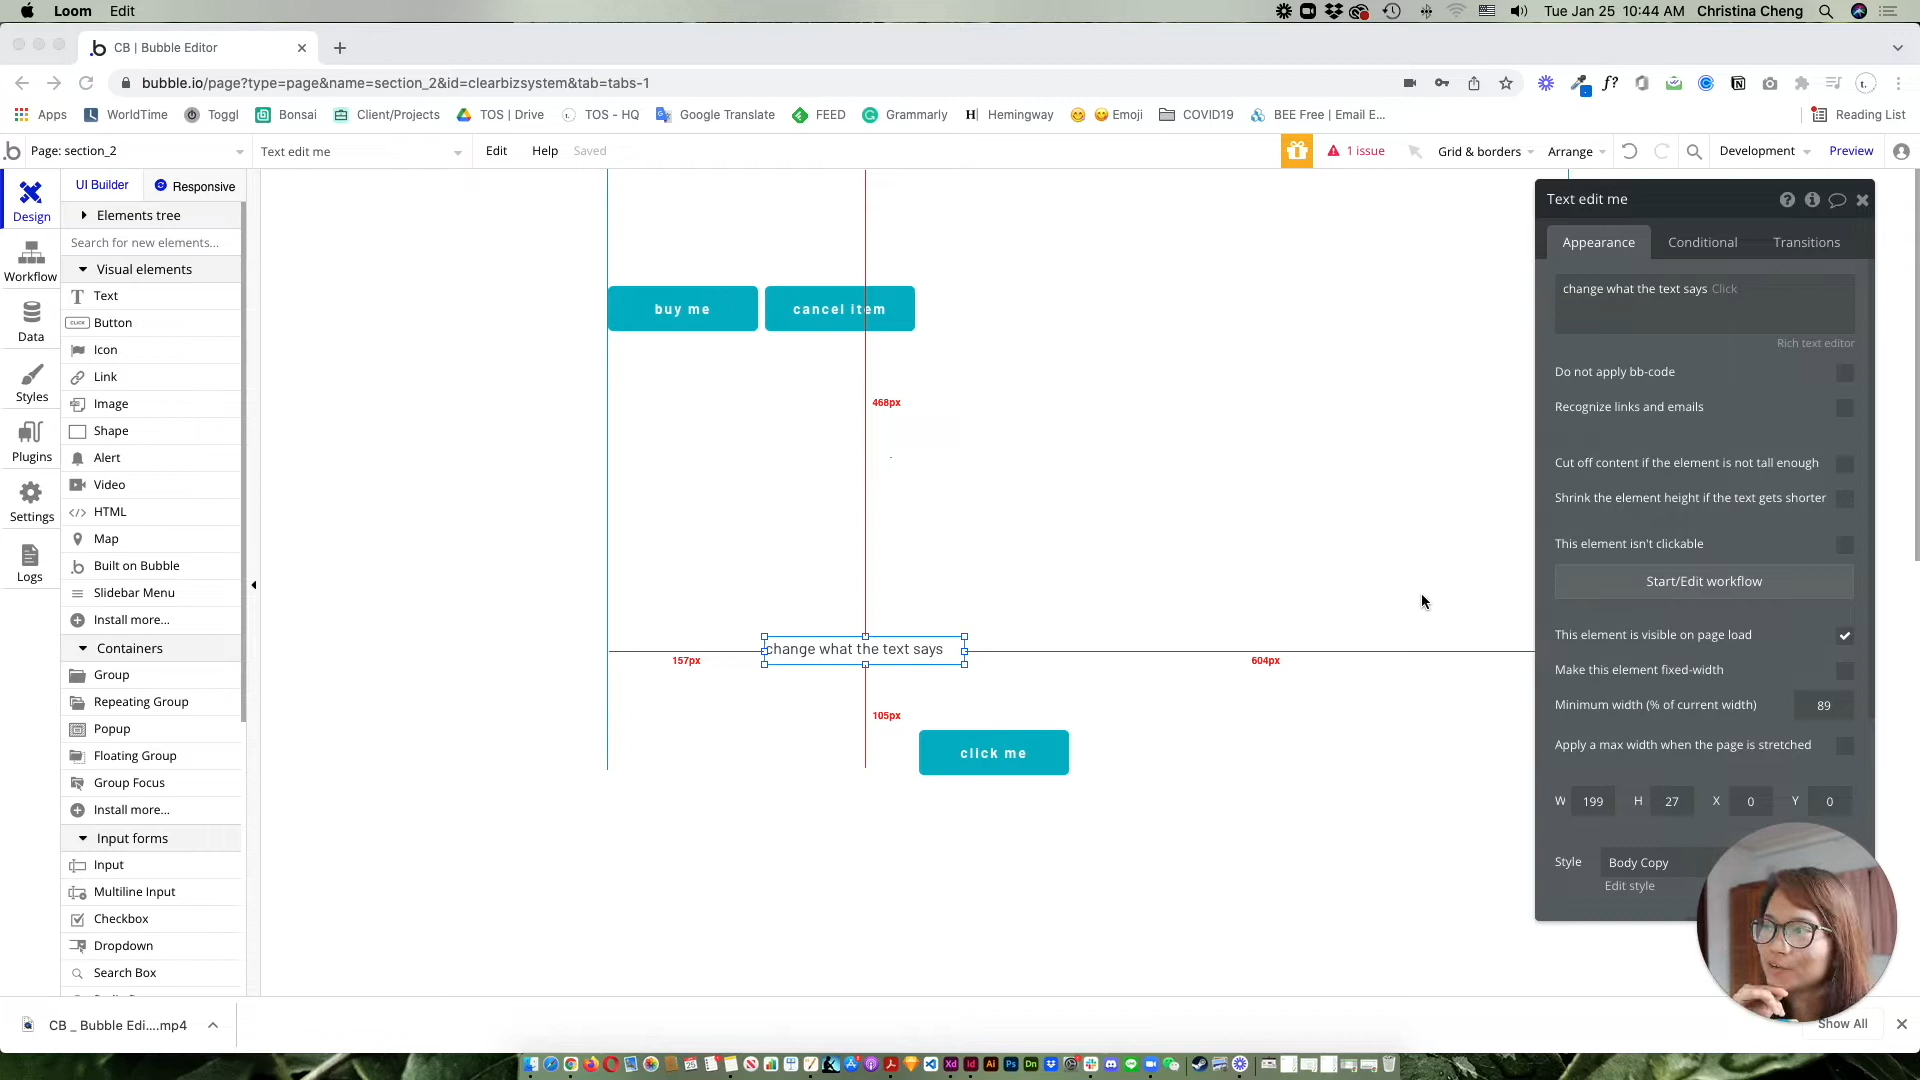 Loom Edit Tue Jan 25 10:44 AM Christina Cheng
CB | Bubble Editor
bubble.io/page?type=page&name=section_2&id=clearbizsystem&tab=tabs-1
Apps WorldTime Toggl Bonsai Client/Projects TOS | Drive TOS - HQ Google Translate FEED Grammarly Hemingway Emoji COVID19 BEE Free | Email E... Reading List
Page: section_2 Text edit me Edit Help Saved 1 issue Grid & borders Arrange Development Preview
Design
Workflow
Data
Styles
Plugins
Settings
Logs
UI Builder Responsive
Elements tree
Search for new elements...
Visual elements
Text
CLICK Button
Icon
Link
Image
Shape
Alert
Video
HTML
Map
Built on Bubble
Slidebar Menu
Install more...
Containers
Group
Repeating Group
Popup
Floating Group
Group Focus
Install more...
Input forms
Input
Multiline Input
Checkbox
Dropdown
Search Box
buy me cancel item
468px
change what the text says
157px 604px
105px
click me
Text edit me
Appearance Conditional Transitions
change what the text says Click
Rich text editor
Do not apply bb-code
Recognize links and emails
Cut off content if the element is not tall enough
Shrink the element height if the text gets shorter
This element isn't clickable
Start/Edit workflow
This element is visible on page load
Make this element fixed-width
Minimum width (% of current width) 89
Apply a max width when the page is stretched
W 199 H 27 X 0 Y 0
Style Body Copy
Edit style
CB _ Bubble Edi....mp4 Show All